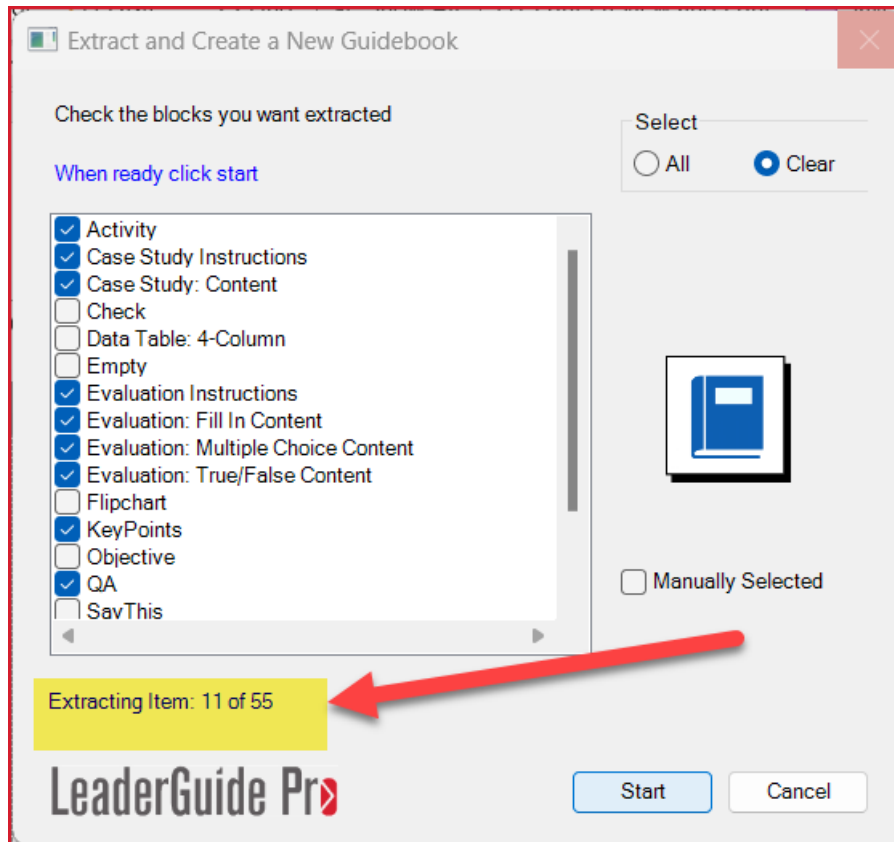 Extract and Create a New Guidebook
Check the blocks you want extracted
Select
All
Clear
When ready click start
Activity
Case Study Instructions
Case Study: Content
Check
Data Table: 4-Column
Empty
Evaluation Instructions
Evaluation: Fill In Content
Evaluation: Multiple Choice Content
Evaluation: True/False Content
Flipchart
KeyPoints
Objective
QA
SayThis
Manually Selected
Extracting Item: 11 of 55
LeaderGuide Pro
Start
Cancel